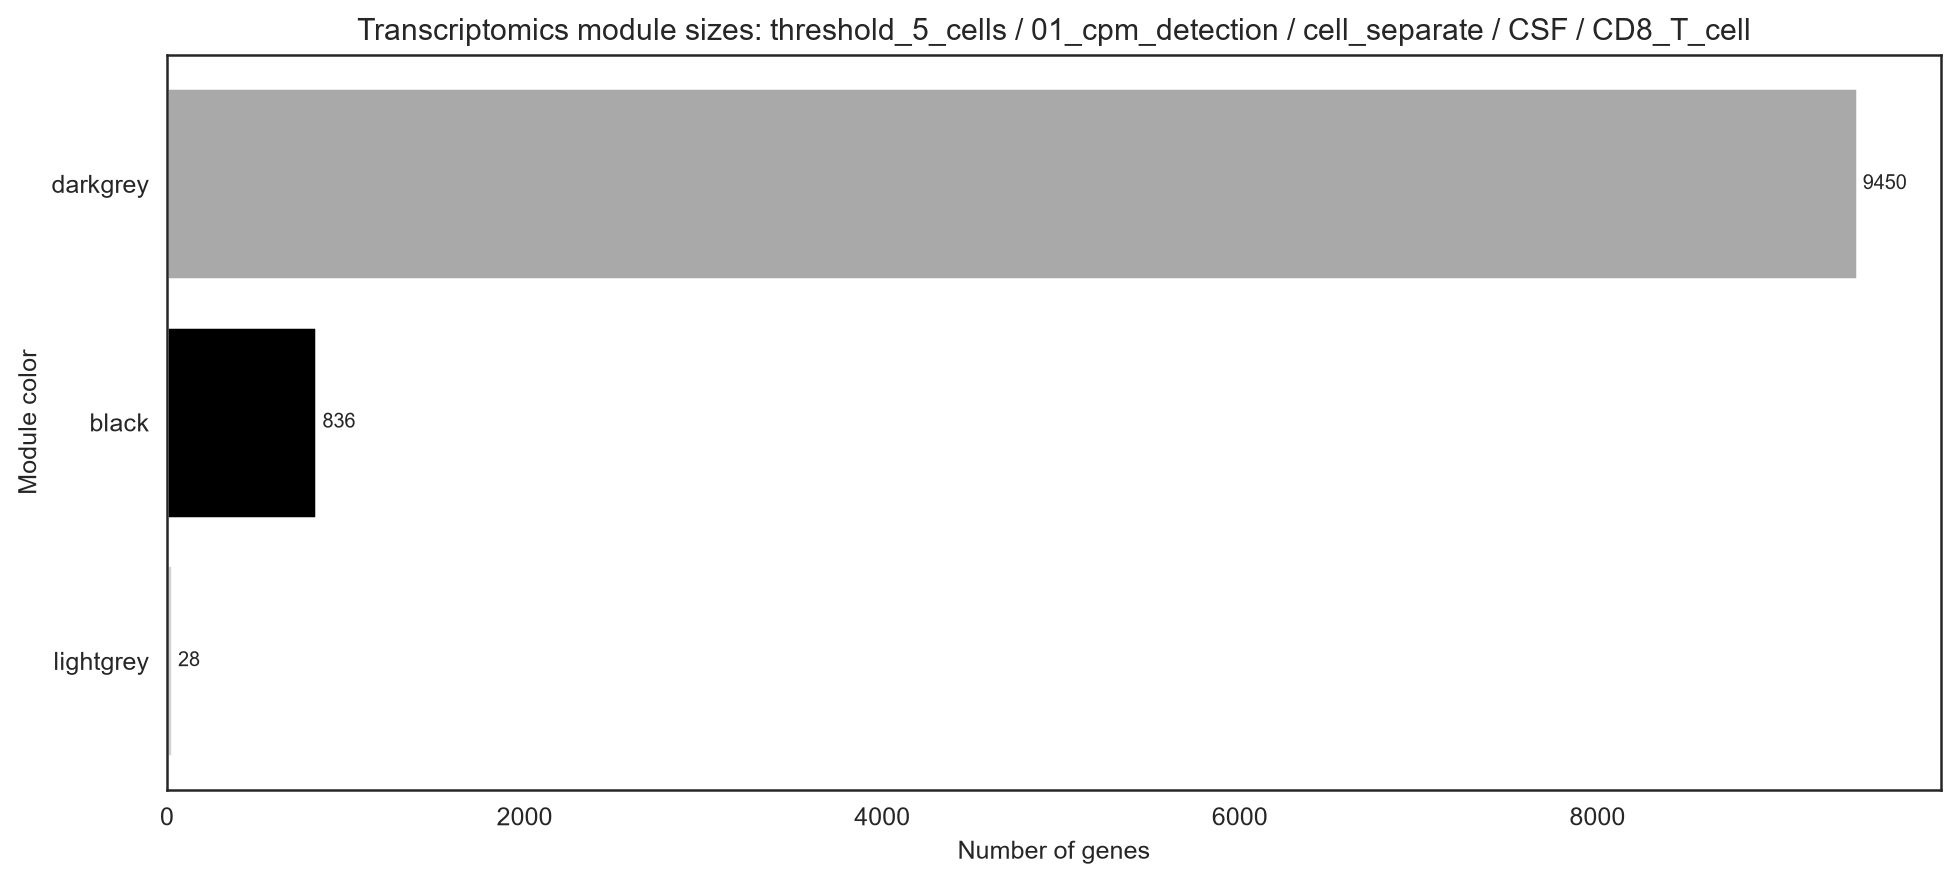 Transcriptomics module sizes: threshold_5_cells / 01_cpm_detection / cell_separate / CSF / CD8_T_cell
Module color
darkgrey
9450
black
836
lightgrey
28
0 2000 4000 6000 8000
Number of genes